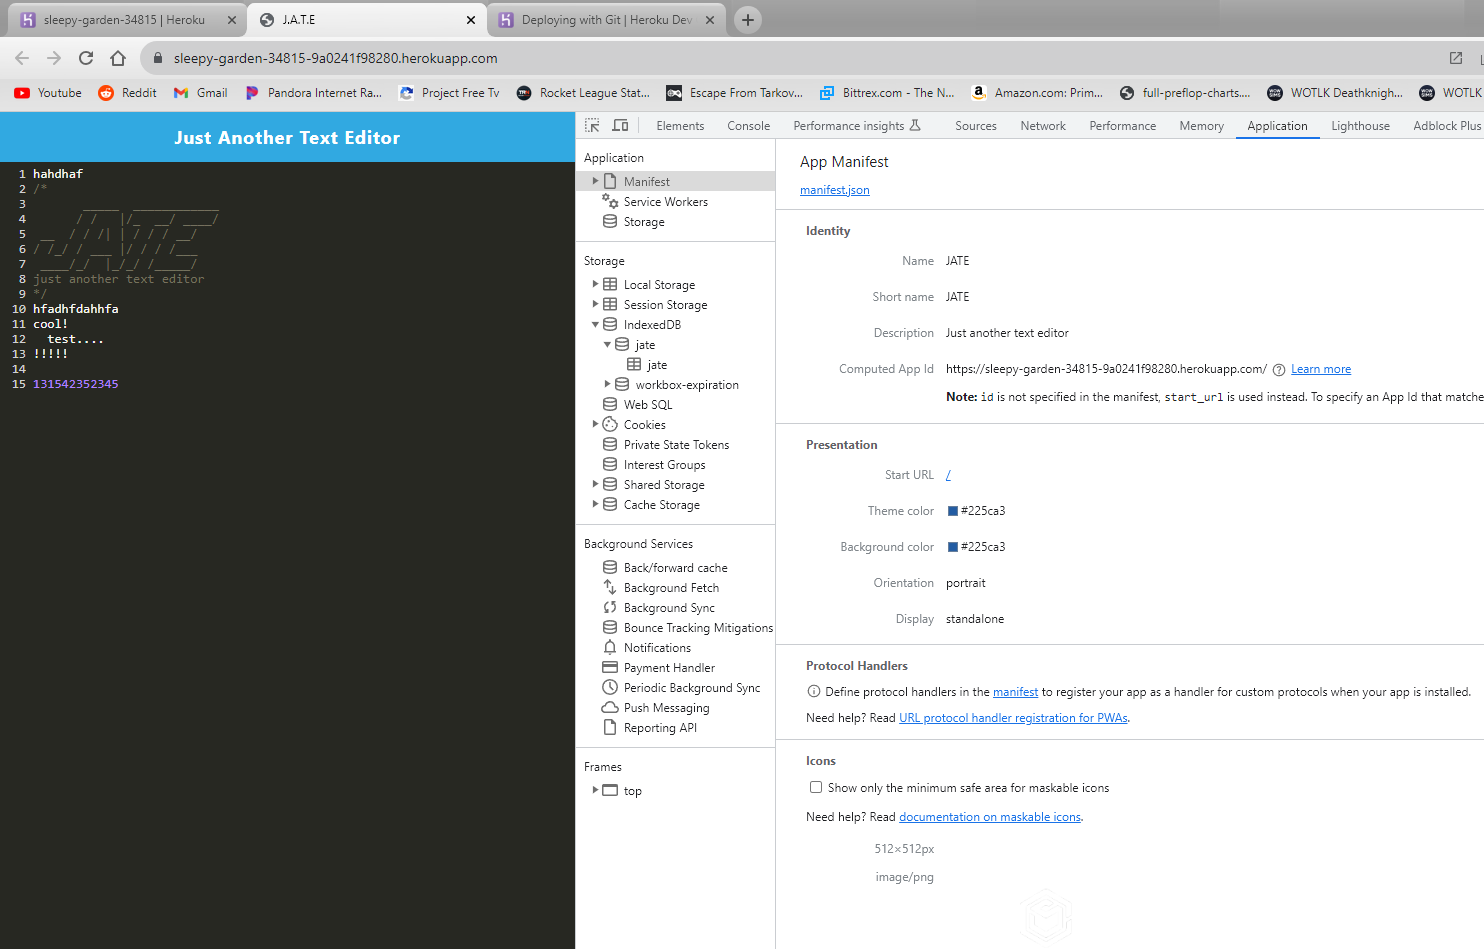 sleepy-garden-34815 | Heroku
J.A.T.E
Deploying with Git | Heroku Dev
sleepy-garden-34815-9a0241f98280.herokuapp.com
Youtube
Reddit
Gmail
Pandora Internet Ra...
Project Free Tv
Rocket League Stat...
Escape From Tarkov...
Bittrex.com - The N...
Amazon.com: Prim...
full-preflop-charts....
WOTLK Deathknigh...
WOTLK
Just Another Text Editor
1 hahdhaf
2 /*
3
4
5
6
7
8 just another text editor
9 */
10 hfadhfdahhfa
11 cool!
12 test....
13 !!!!!
14
15 131542352345
Elements
Console
Performance insights
Sources
Network
Performance
Memory
Application
Lighthouse
Adblock Plus
Application
Manifest
Service Workers
Storage
Storage
Local Storage
Session Storage
IndexedDB
jate
jate
workbox-expiration
Web SQL
Cookies
Private State Tokens
Interest Groups
Shared Storage
Cache Storage
Background Services
Back/forward cache
Background Fetch
Background Sync
Bounce Tracking Mitigations
Notifications
Payment Handler
Periodic Background Sync
Push Messaging
Reporting API
Frames
top
App Manifest
manifest.json
Identity
Name JATE
Short name JATE
Description Just another text editor
Computed App Id https://sleepy-garden-34815-9a0241f98280.herokuapp.com/ Learn more
Note: id is not specified in the manifest, start_url is used instead. To specify an App Id that matche
Presentation
Start URL /
Theme color #225ca3
Background color #225ca3
Orientation portrait
Display standalone
Protocol Handlers
Define protocol handlers in the manifest to register your app as a handler for custom protocols when your app is installed.
Need help? Read URL protocol handler registration for PWAs.
Icons
Show only the minimum safe area for maskable icons
Need help? Read documentation on maskable icons.
512×512px
image/png